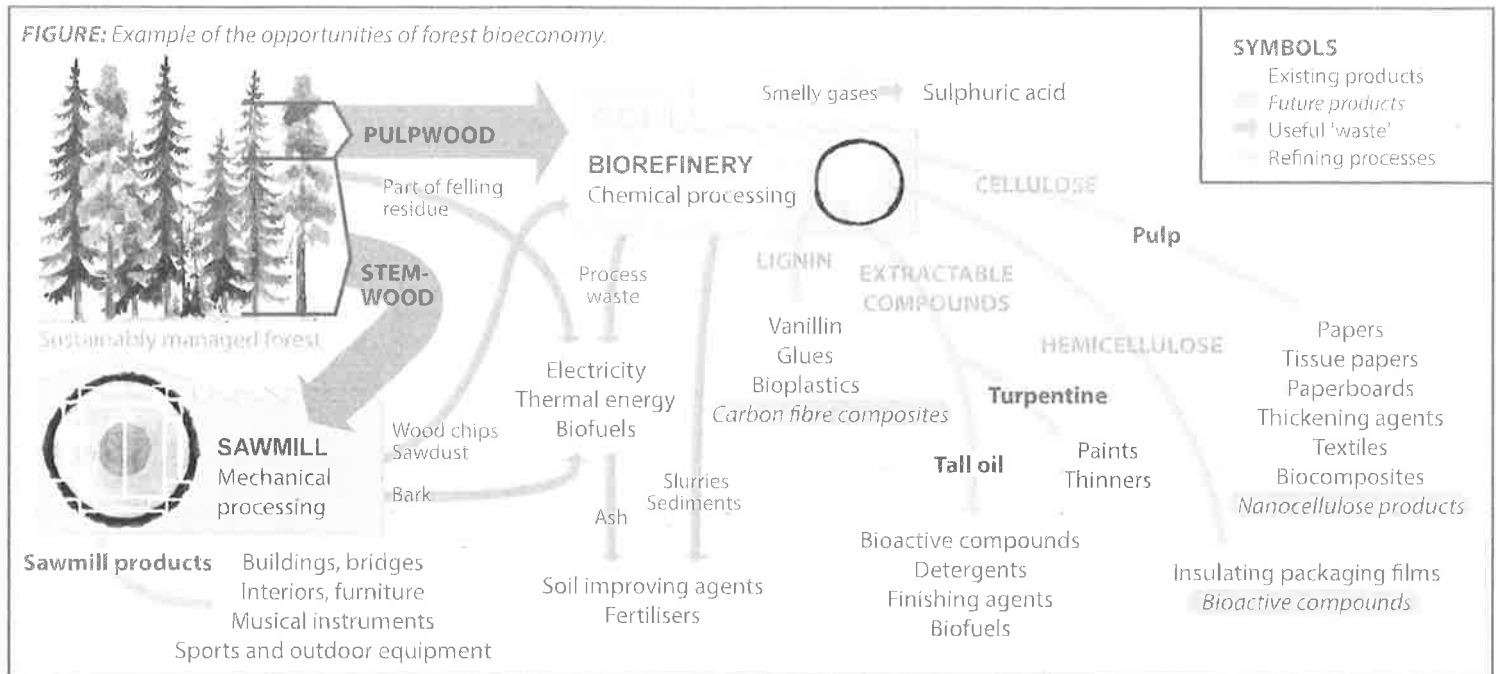 FIGURE: Example of the opportunities of forest bioeconomy.
SYMBOLS
Existing products
Future products
Useful 'waste'
Refining processes
PULPWOOD
Part of felling
residue
STEM-
WOOD
Sustainably managed forest
BIOREFINERY
Chemical processing
Smelly gases
Sulphuric acid
CELLULOSE
Pulp
Papers
Tissue papers
Paperboards
Thickening agents
Textiles
Biocomposites
Nanocellulose products
LIGNIN
Vanillin
Glues
Bioplastics
Carbon fibre composites
EXTRACTABLE
COMPOUNDS
Turpentine
Paints
Thinners
Tall oil
Bioactive compounds
Detergents
Finishing agents
Biofuels
HEMICELLULOSE
Insulating packaging films
Bioactive compounds
Process
waste
Electricity
Thermal energy
Biofuels
Slurries
Sediments
Ash
Soil improving agents
Fertilisers
SAWMILL
Mechanical
processing
Wood chips
Sawdust
Bark
Sawmill products
Buildings, bridges
Interiors, furniture
Musical instruments
Sports and outdoor equipment